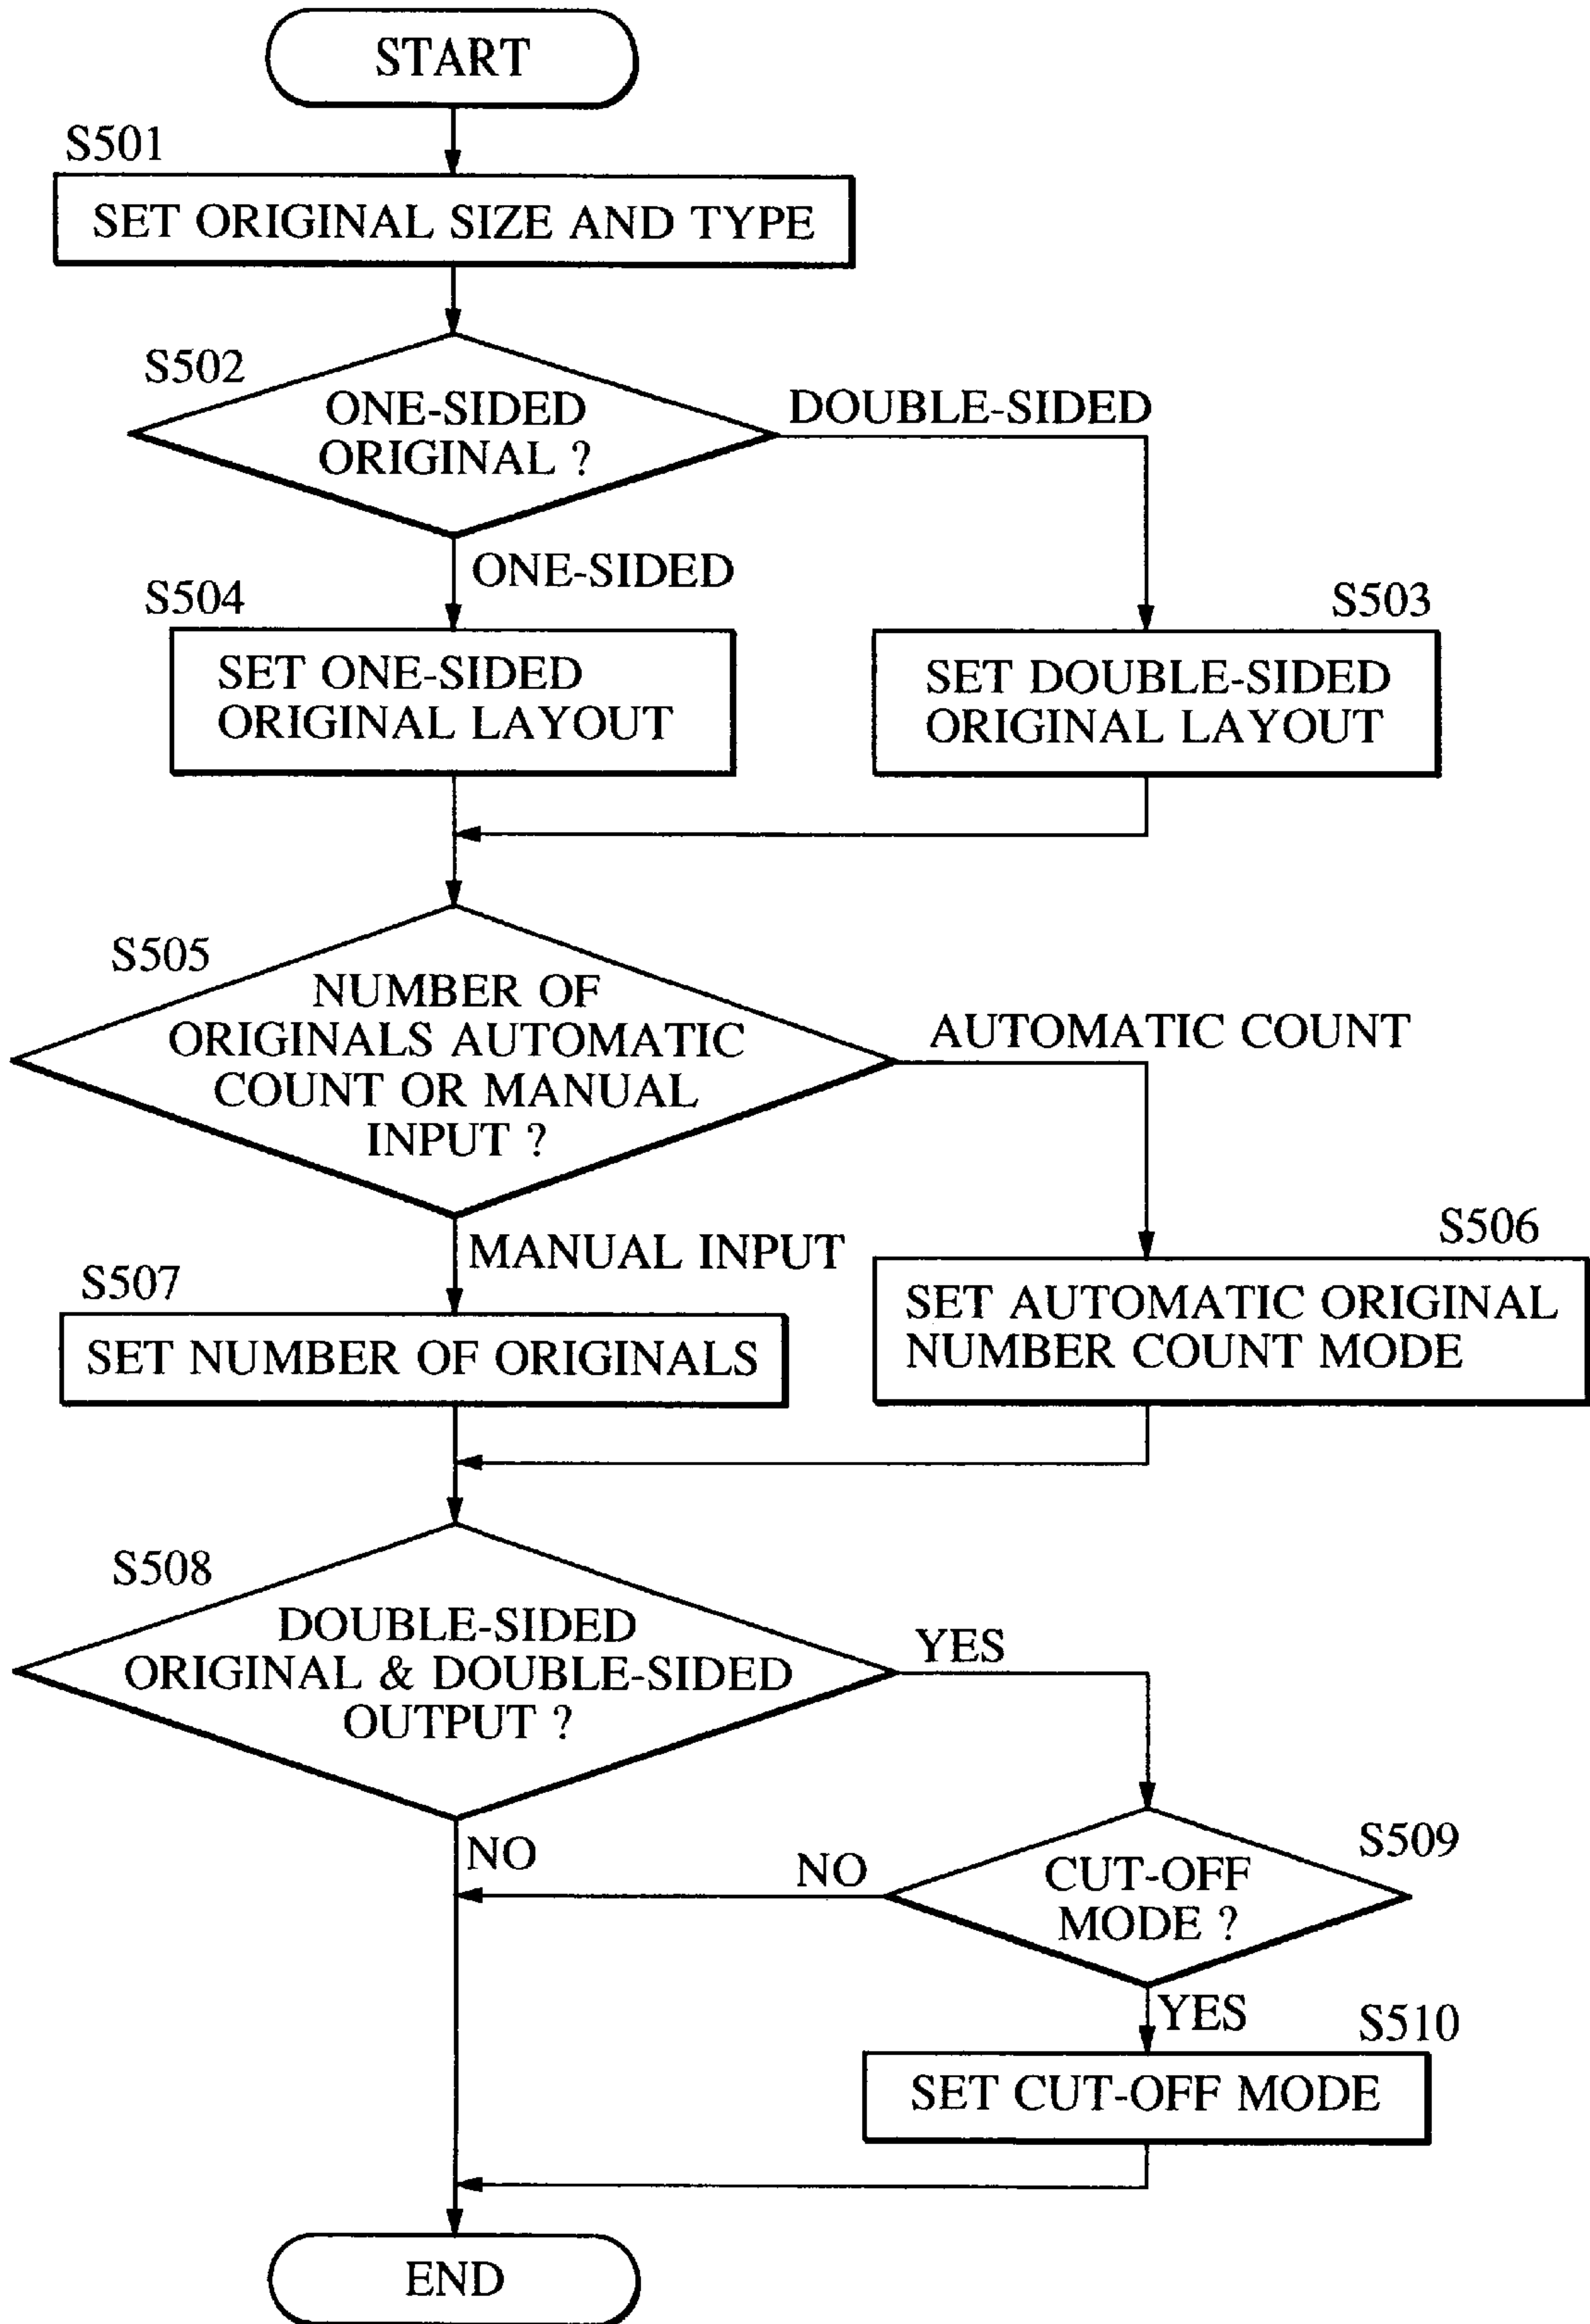 START
S501
SET ORIGINAL SIZE AND TYPE
S502
ONE-SIDED
ORIGINAL ?
DOUBLE-SIDED
ONE-SIDED
S504
SET ONE-SIDED
ORIGINAL LAYOUT
S503
SET DOUBLE-SIDED
ORIGINAL LAYOUT
S505
NUMBER OF
ORIGINALS AUTOMATIC
COUNT OR MANUAL
INPUT ?
AUTOMATIC COUNT
MANUAL INPUT
S507
SET NUMBER OF ORIGINALS
S506
SET AUTOMATIC ORIGINAL
NUMBER COUNT MODE
S508
DOUBLE-SIDED
ORIGINAL & DOUBLE-SIDED
OUTPUT ?
YES
NO
S509
CUT-OFF
MODE ?
NO
YES
S510
SET CUT-OFF MODE
END